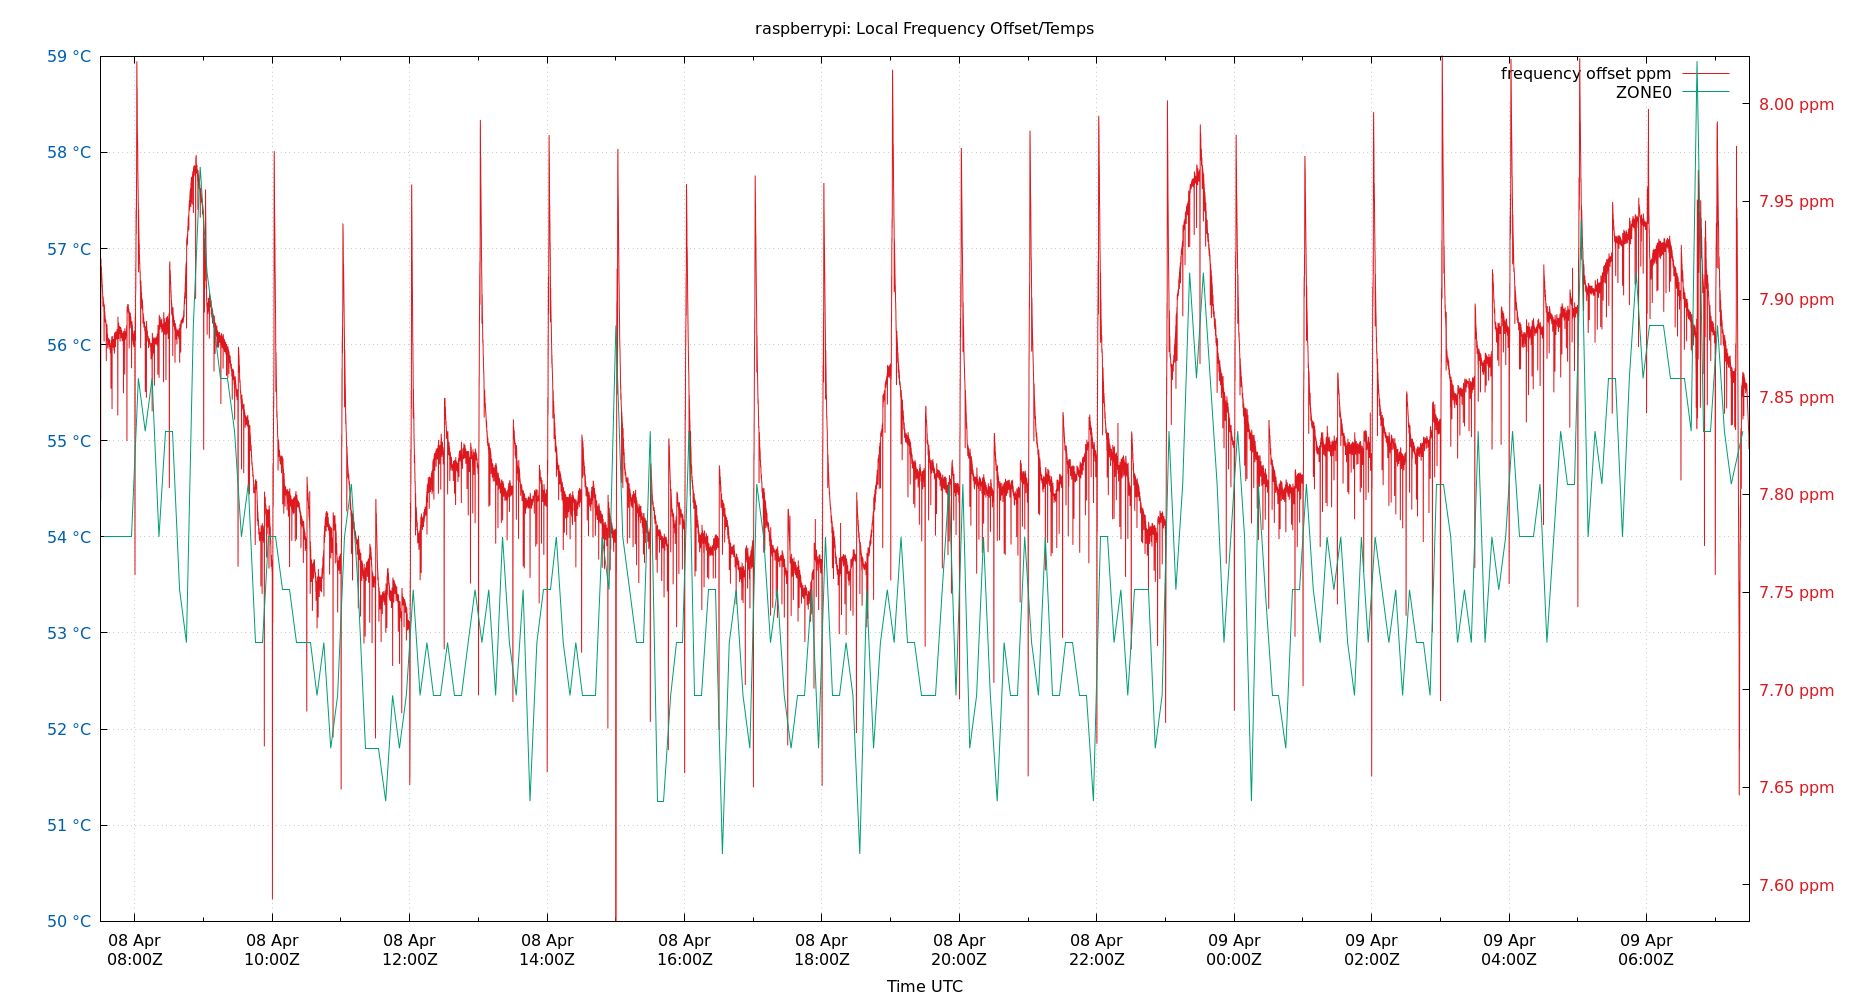 raspberrypi: Local Frequency Offset/Temps
59 °C
58 °C
57 °C
56 °C
55 °C
54 °C
53 °C
52 °C
51 °C
50 °C
frequency offset ppm
ZONE0
8.00 ppm
7.95 ppm
7.90 ppm
7.85 ppm
7.80 ppm
7.75 ppm
7.70 ppm
7.65 ppm
7.60 ppm
08 Apr
08:00Z
08 Apr
10:00Z
08 Apr
12:00Z
08 Apr
14:00Z
08 Apr
16:00Z
08 Apr
18:00Z
08 Apr
20:00Z
08 Apr
22:00Z
09 Apr
00:00Z
09 Apr
02:00Z
09 Apr
04:00Z
09 Apr
06:00Z
Time UTC